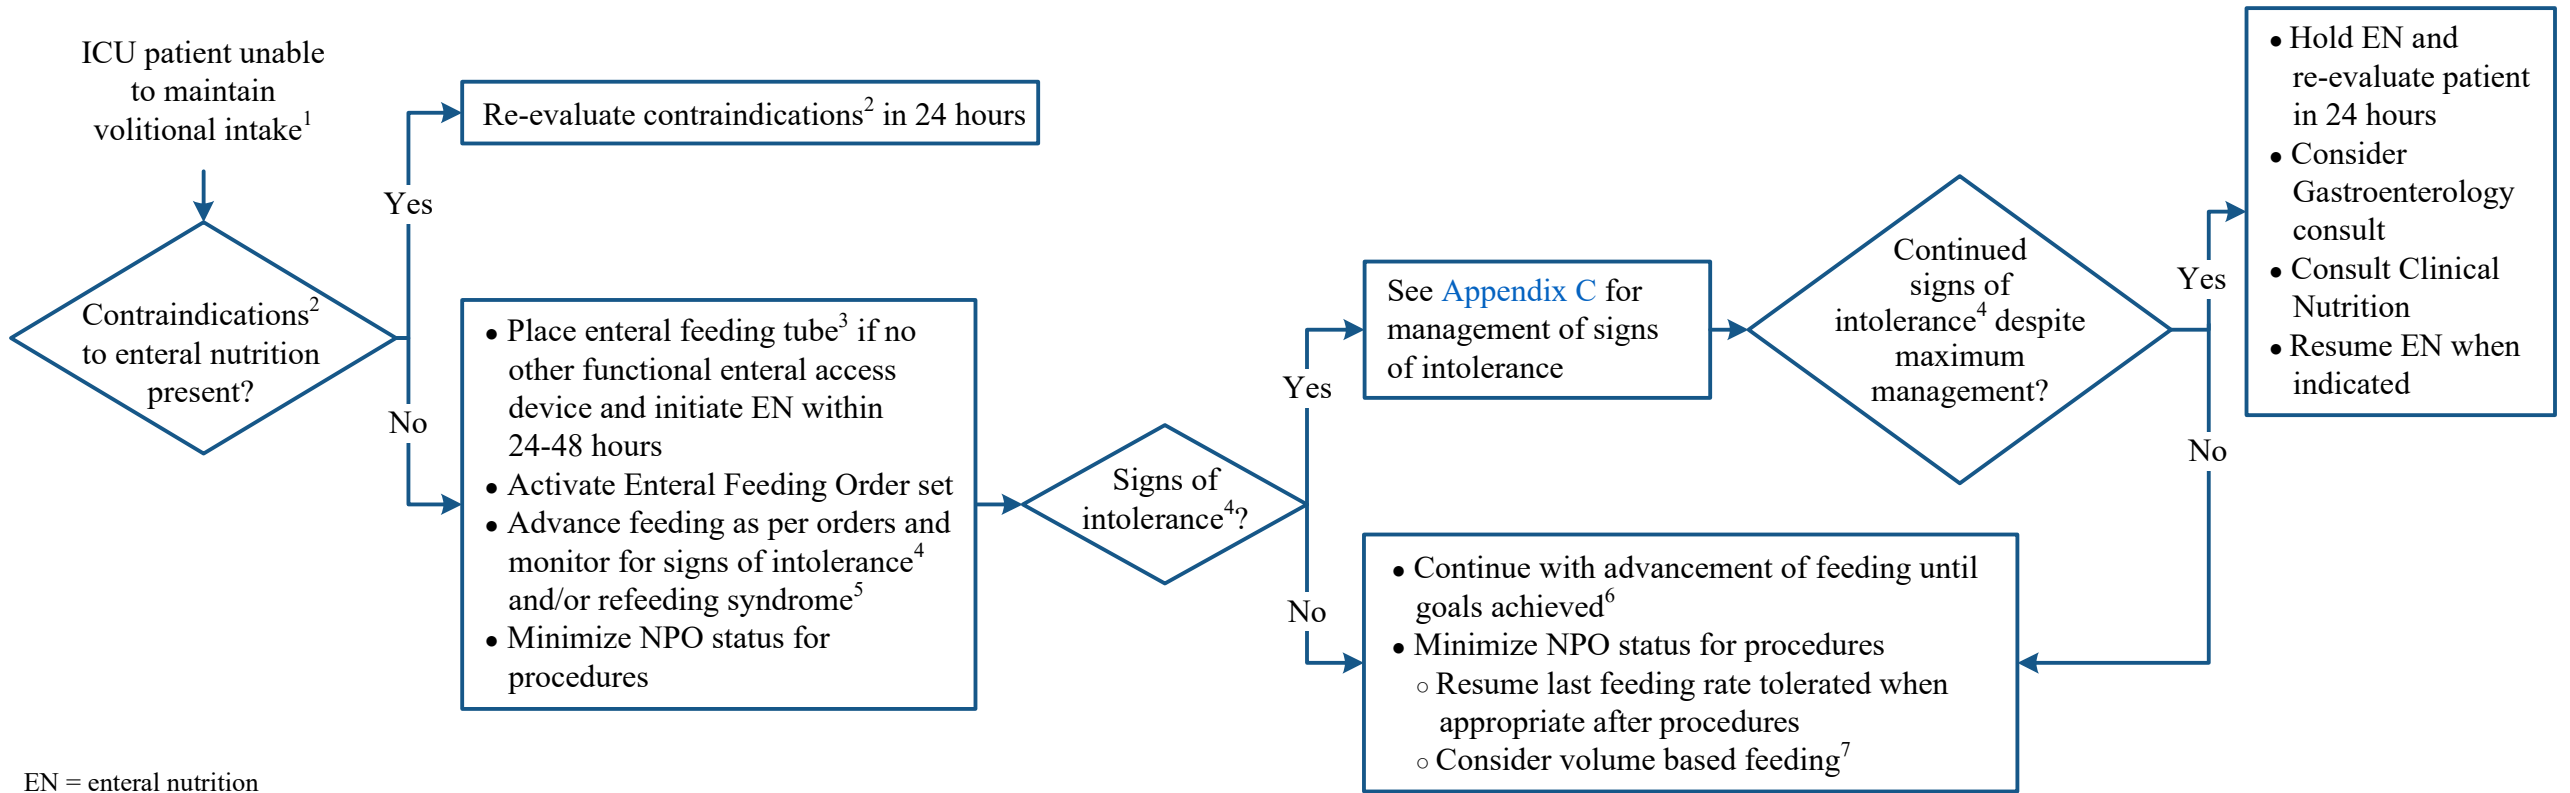 ICU patient unable
to maintain
volitional intake¹
Contraindications²
to enteral nutrition
present?
Yes
No
Re-evaluate contraindications² in 24 hours
● Place enteral feeding tube³ if no
other functional enteral access
device and initiate EN within
24-48 hours
● Activate Enteral Feeding Order set
● Advance feeding as per orders and
monitor for signs of intolerance⁴
and/or refeeding syndrome⁵
● Minimize NPO status for
procedures
Signs of
intolerance⁴?
Yes
No
See Appendix C for
management of signs
of intolerance
Continued
signs of
intolerance⁴ despite
maximum
management?
Yes
No
● Hold EN and
re-evaluate patient
in 24 hours
● Consider
Gastroenterology
consult
● Consult Clinical
Nutrition
● Resume EN when
indicated
● Continue with advancement of feeding until
goals achieved⁶
● Minimize NPO status for procedures
○ Resume last feeding rate tolerated when
appropriate after procedures
○ Consider volume based feeding⁷
EN = enteral nutrition